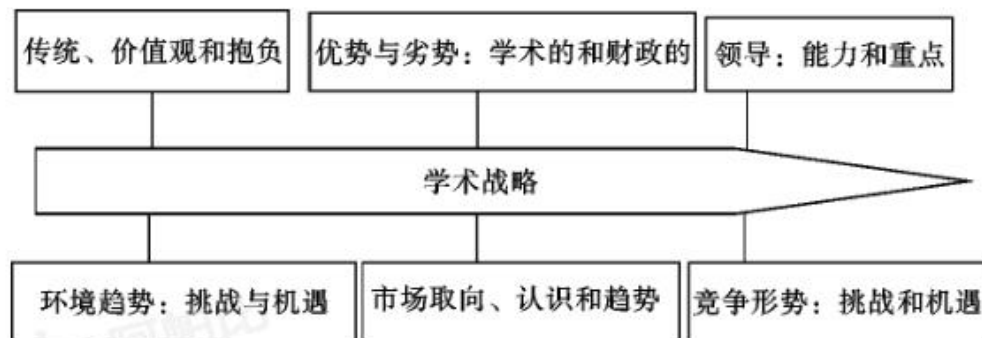 传统、价值观和抱负
优势与劣势：学术的和财政的
领导：能力和重点
学术战略
环境趋势：挑战与机遇
市场取向、认识和趋势
竞争形势：挑战和机遇